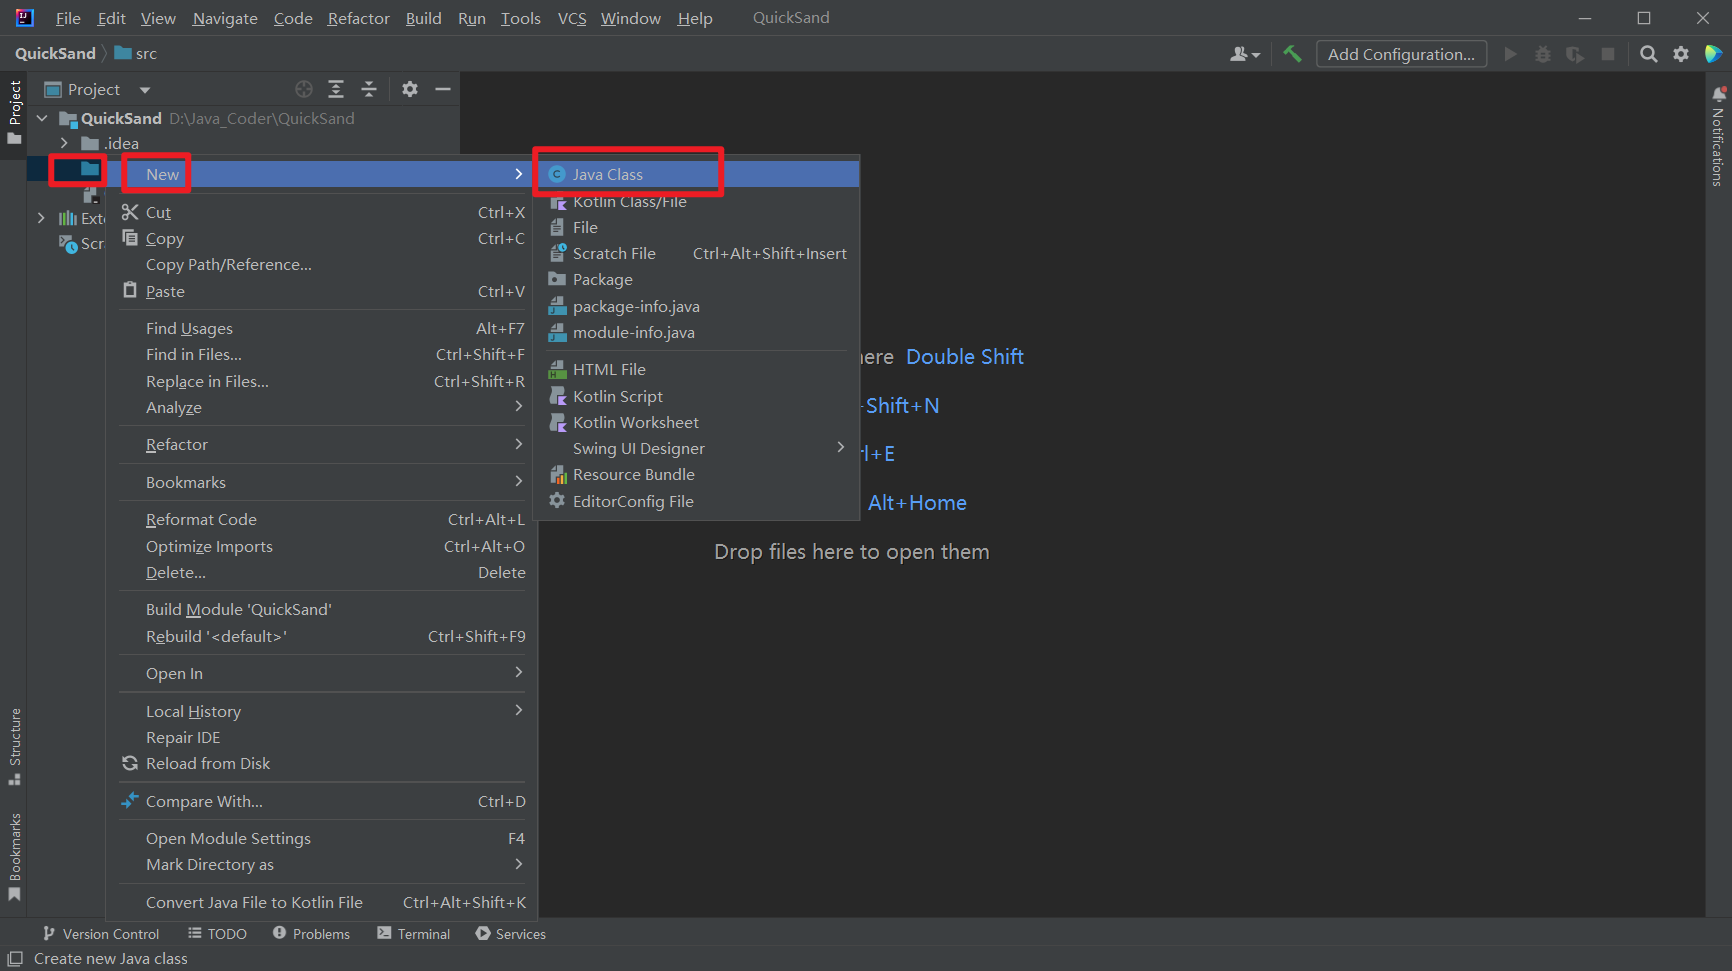 File Edit View Navigate Code Refactor Build Run Tools VCS Window Help QuickSand
QuickSand src Add Configuration...
Project
Project
QuickSand D:\Java_Coder\QuickSand
.idea
Notifications
New
Cut Ctrl+X
Copy Ctrl+C
Copy Path/Reference...
Paste Ctrl+V
Find Usages Alt+F7
Find in Files... Ctrl+Shift+F
Replace in Files... Ctrl+Shift+R
Analyze
Refactor
Bookmarks
Reformat Code Ctrl+Alt+L
Optimize Imports Ctrl+Alt+O
Delete... Delete
Build Module 'QuickSand'
Rebuild '<default>' Ctrl+Shift+F9
Open In
Local History
Repair IDE
Reload from Disk
Compare With... Ctrl+D
Open Module Settings F4
Mark Directory as
Convert Java File to Kotlin File Ctrl+Alt+Shift+K
Java Class
Kotlin Class/File
File
Scratch File Ctrl+Alt+Shift+Insert
Package
package-info.java
module-info.java
HTML File
Kotlin Script
Kotlin Worksheet
Swing UI Designer
Resource Bundle
EditorConfig File
Double Shift
Shift+N
+E
Alt+Home
Drop files here to open them
Structure
Bookmarks
Version Control TODO Problems Terminal Services
Create new Java class